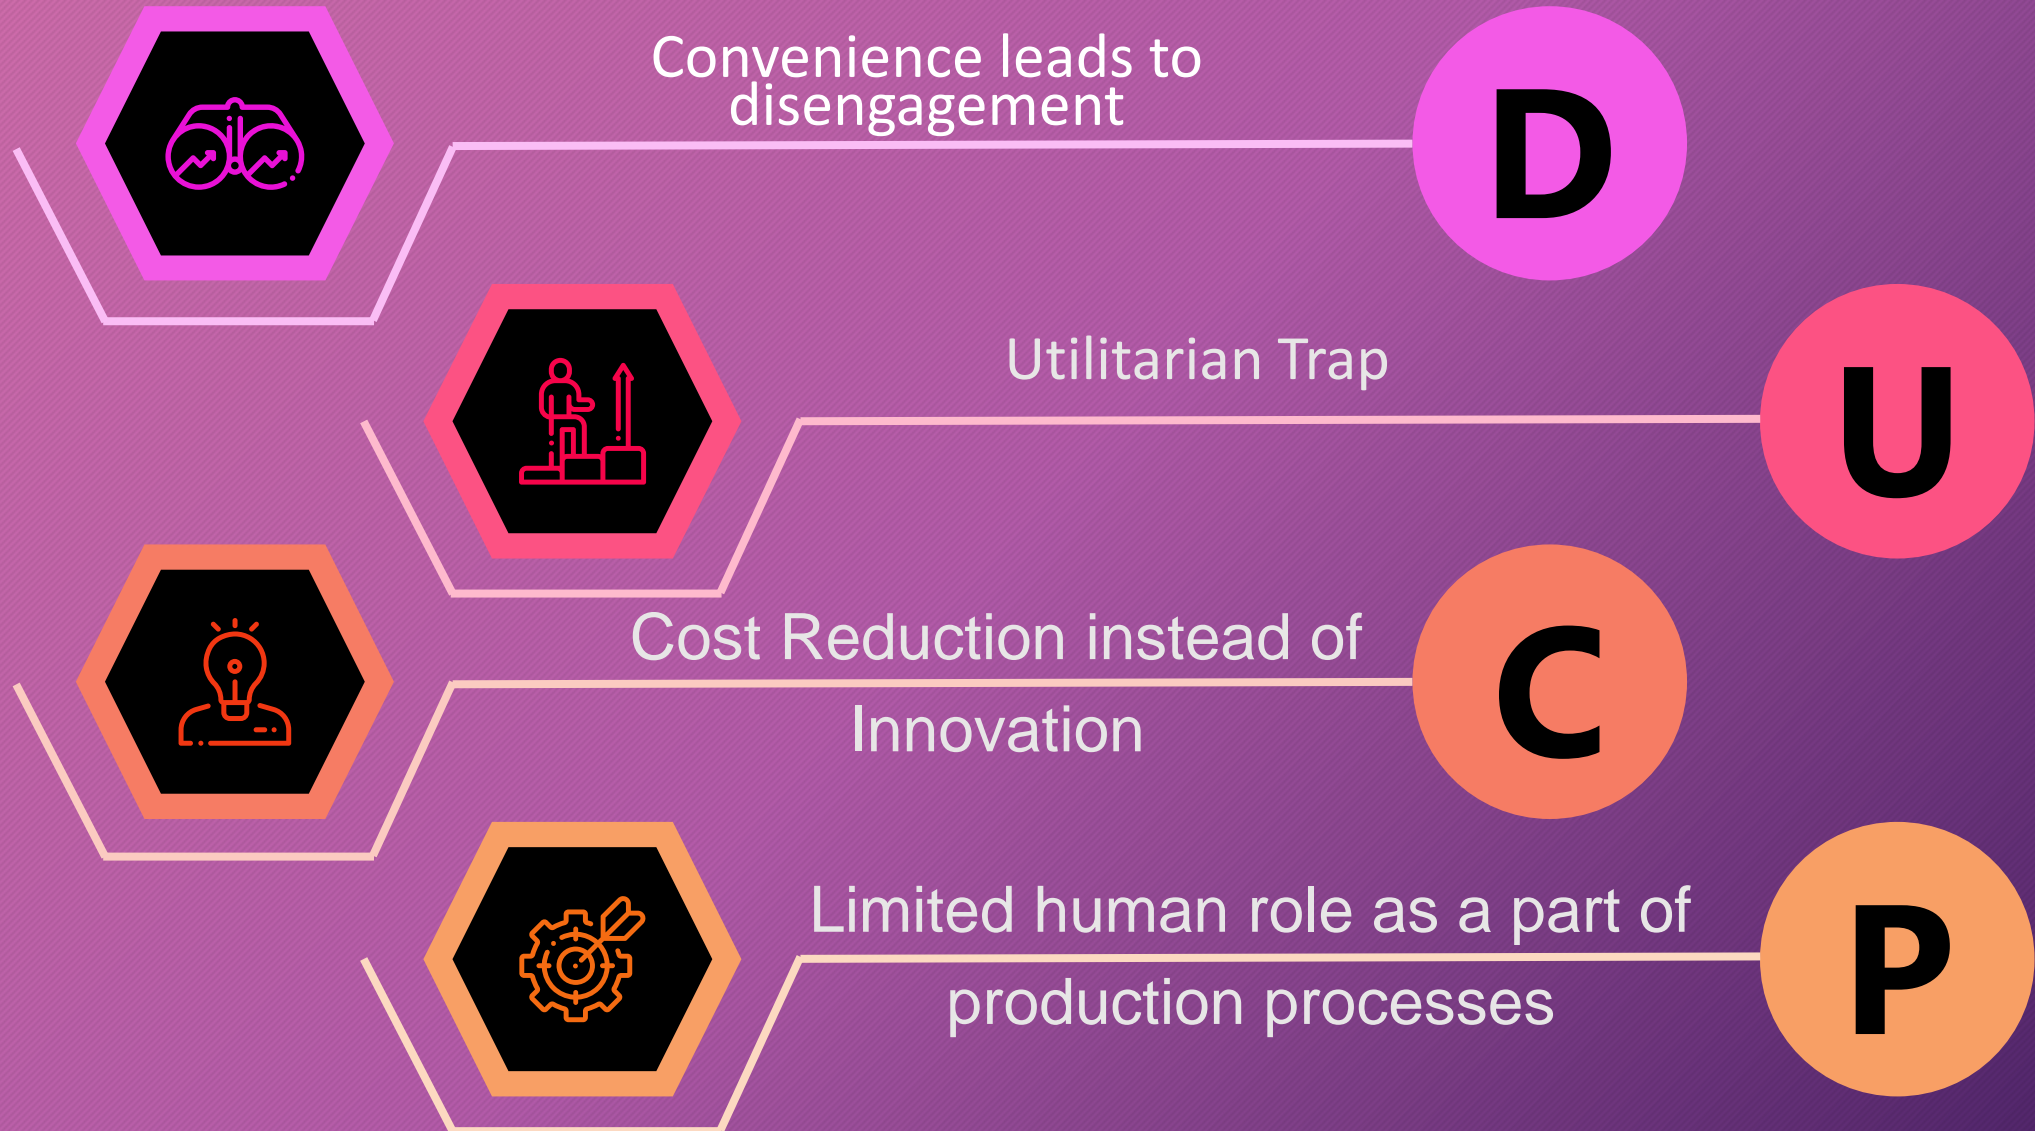 Convenience leads to
disengagement
D
Utilitarian Trap
U
Cost Reduction instead of
Innovation
C
Limited human role as a part of
production processes
P